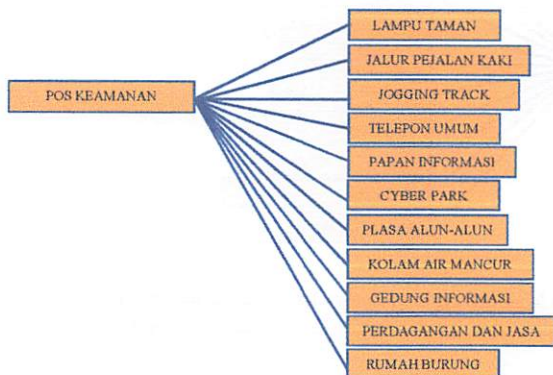 LAMPU TAMAN
JALUR PEJALAN KAKI
POS KEAMANAN
JOGGING TRACK
TELEPON UMUM
PAPAN INFORMASI
CYBER PARK
PLASA ALUN-ALUN
KOLAM AIR MANCUR
GEDUNG INFORMASI
PERDAGANGAN DAN JASA
RUMAH BURUNG